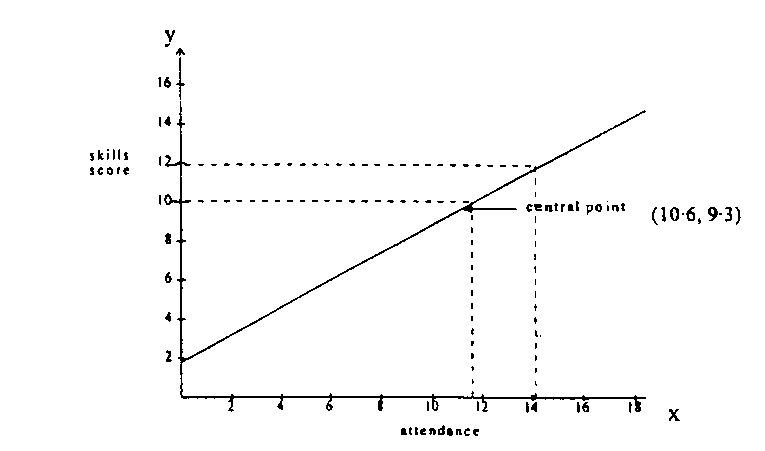 y
16
14
12
10
8
6
4
2
skills
score
central point
(10·6, 9·3)
2 4 6 8 10 12 14 16 18
x
attendance